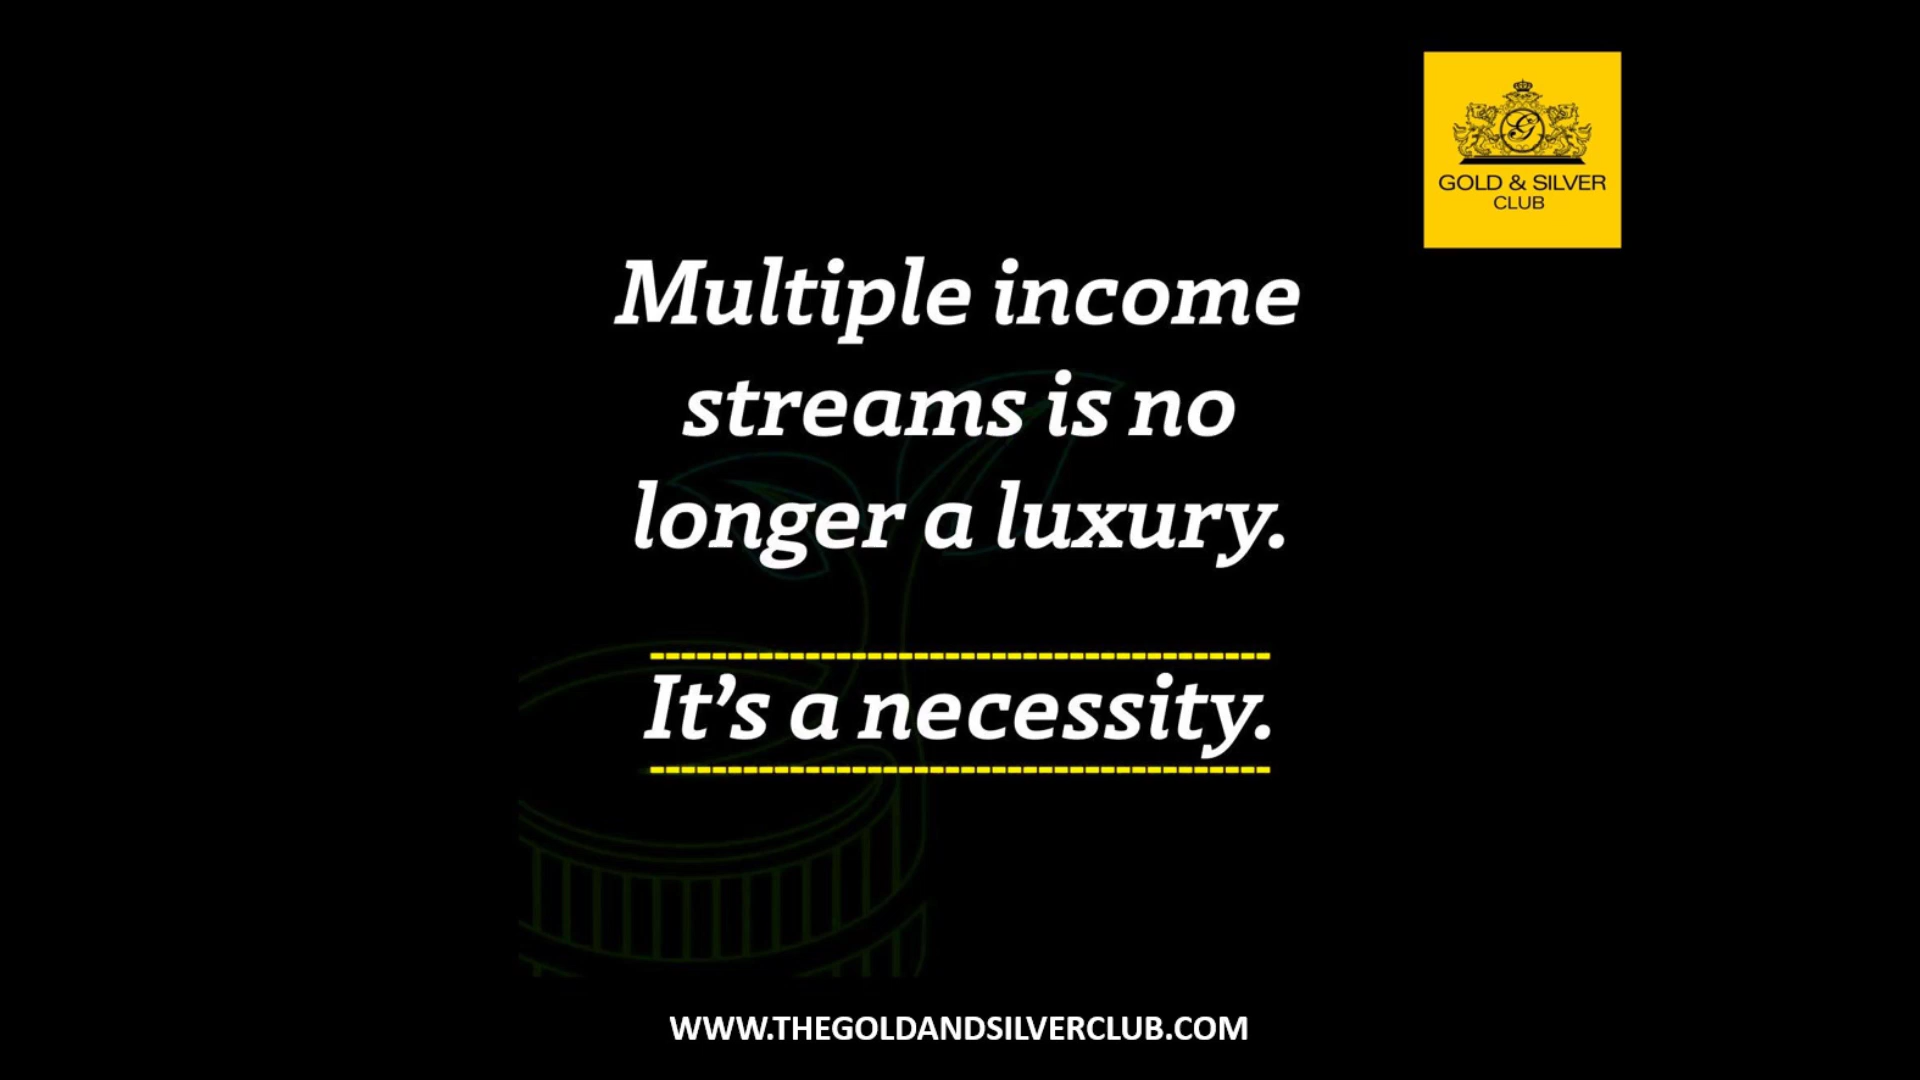 GOLD & SILVER
CLUB
Multiple income
streams is no
longer a luxury.
It's a necessity.
WWW.THEGOLDANDSILVERCLUB.COM